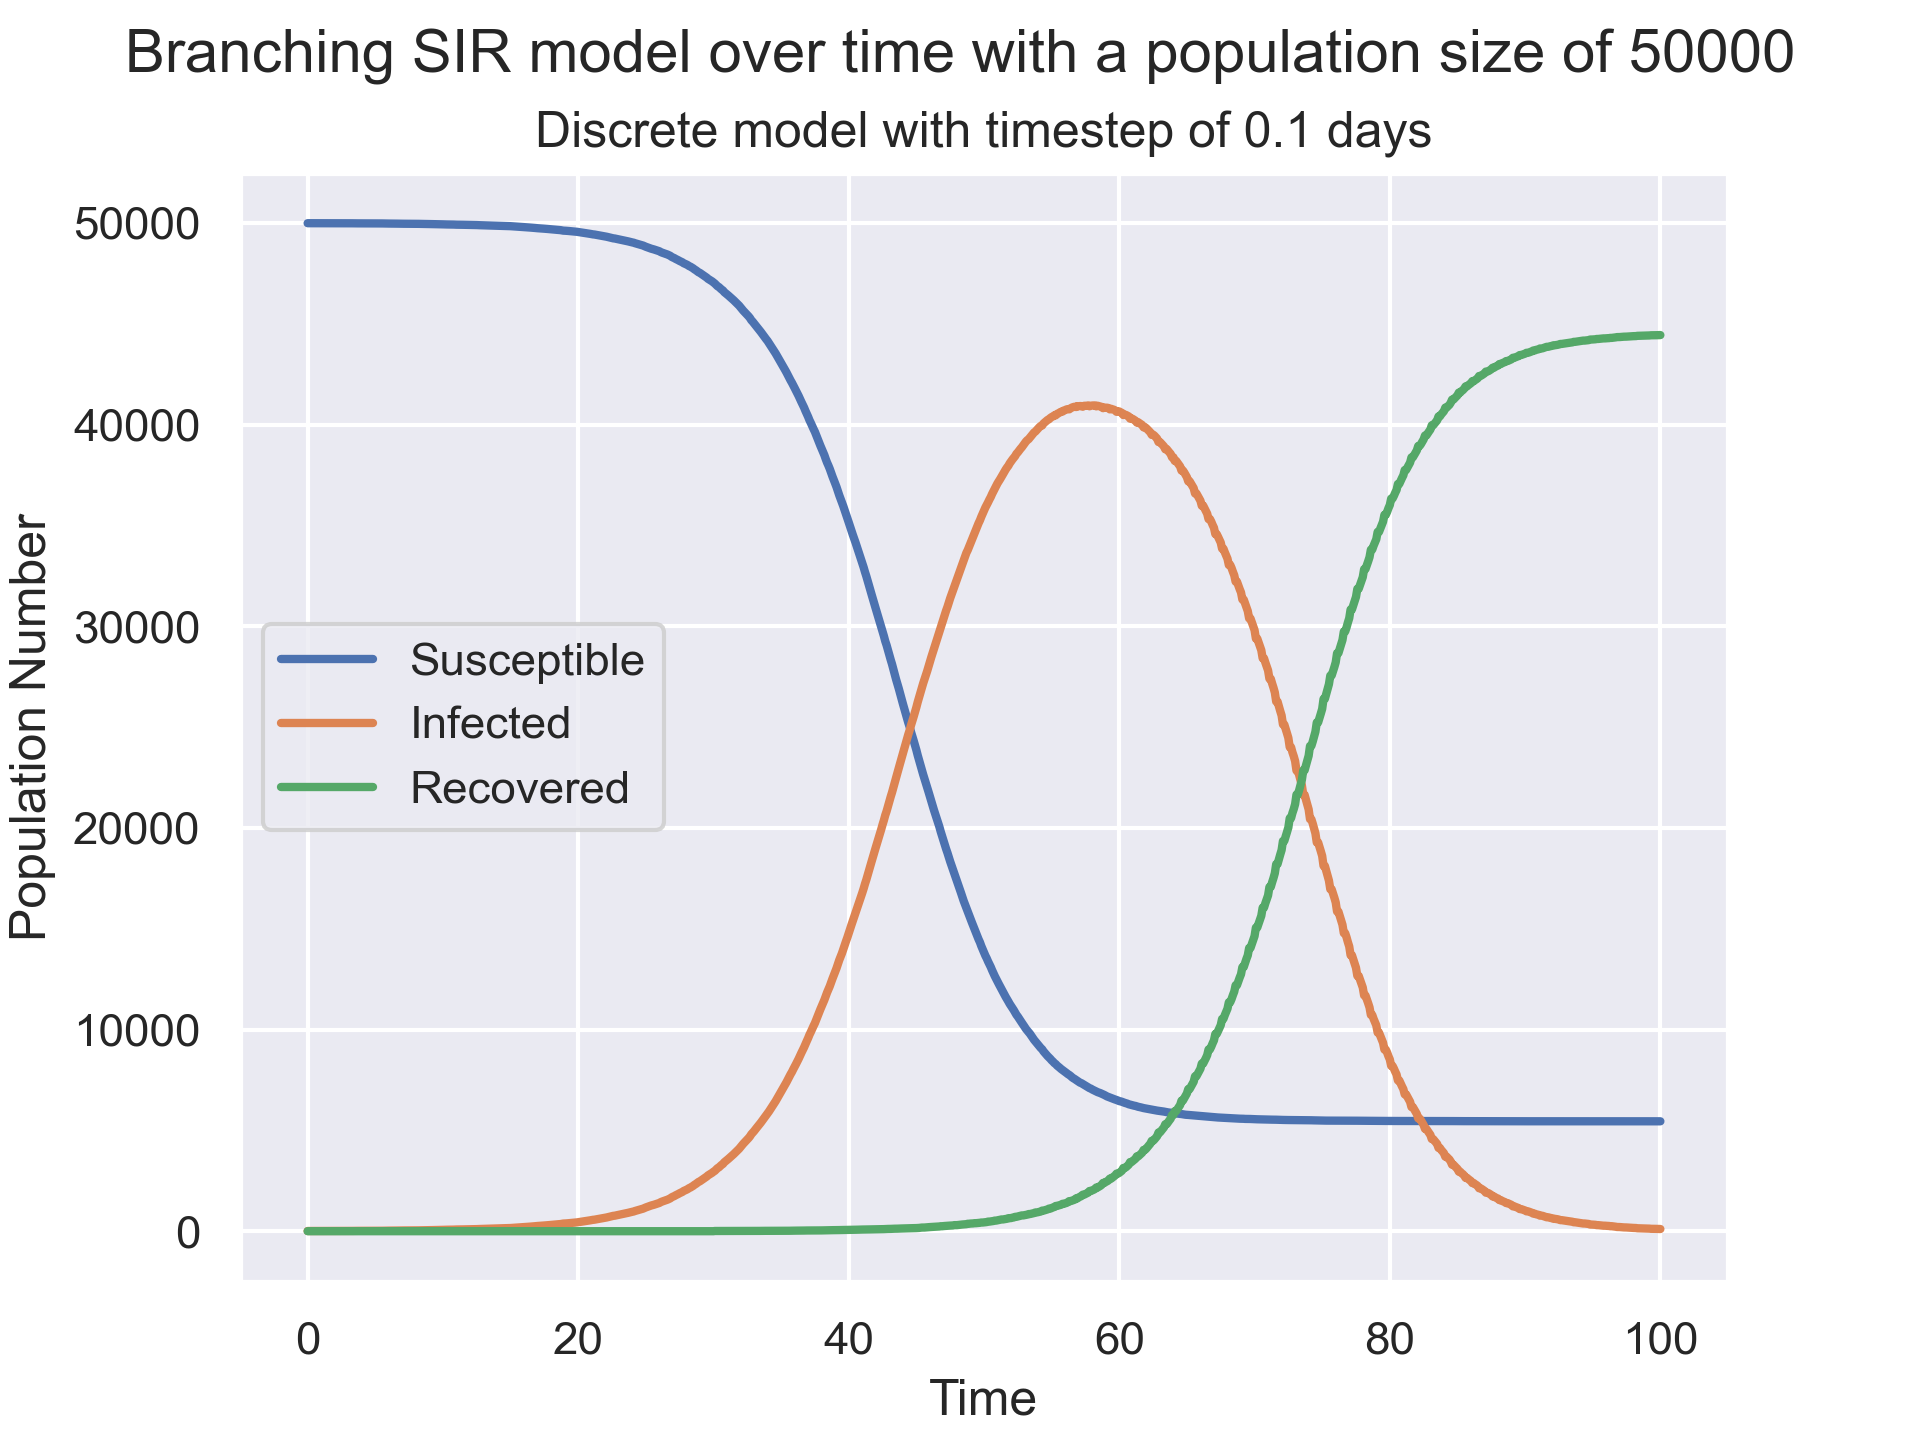 Branching SIR model over time with a population size of 50000
Discrete model with timestep of 0.1 days
50000
40000
30000
20000
10000
0
Population Number
Susceptible
Infected
Recovered
0 20 40 60 80 100
Time